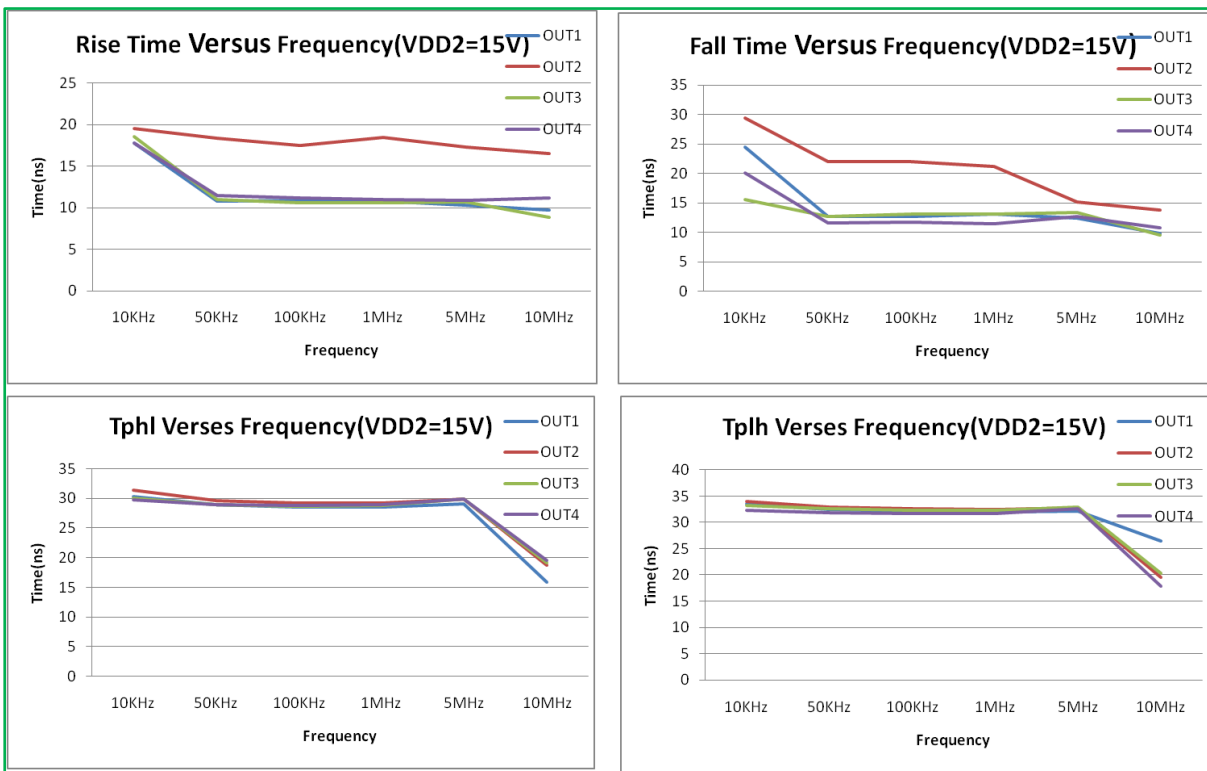 Rise Time Versus Frequency(VDD2=15V)
OUT1
OUT2
OUT3
OUT4
25
20
15
10
5
0
Time(ns)
10KHz 50KHz 100KHz 1MHz 5MHz 10MHz
Frequency
Fall Time Versus Frequency(VDD2=15V)
OUT1
OUT2
OUT3
OUT4
35
30
25
20
15
10
5
0
Time(ns)
10KHz 50KHz 100KHz 1MHz 5MHz 10MHz
Frequency
Tphl Verses Frequency(VDD2=15V)
OUT1
OUT2
OUT3
OUT4
35
30
25
20
15
10
5
0
Time(ns)
10KHz 50KHz 100KHz 1MHz 5MHz 10MHz
Frequency
Tplh Verses Frequency(VDD2=15V)
OUT1
OUT2
OUT3
OUT4
40
35
30
25
20
15
10
5
0
Time(ns)
10KHz 50KHz 100KHz 1MHz 5MHz 10MHz
Frequency